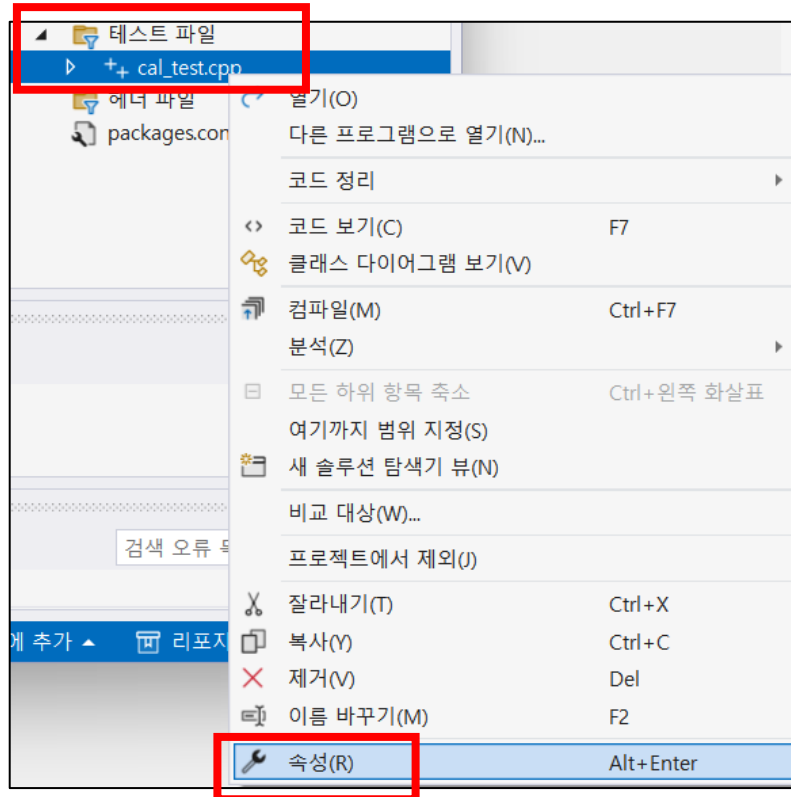 테스트 파일
++ cal_test.cpp
헤더 파일
packages.con
열기(O)
다른 프로그램으로 열기(N)...
코드 정리
코드 보기(C) F7
클래스 다이어그램 보기(V)
컴파일(M) Ctrl+F7
분석(Z)
모든 하위 항목 축소 Ctrl+왼쪽 화살표
여기까지 범위 지정(S)
새 솔루션 탐색기 뷰(N)
비교 대상(W)...
검색 오류
프로젝트에서 제외(J)
잘라내기(T) Ctrl+X
에 추가
리포지
복사(Y) Ctrl+C
제거(V) Del
이름 바꾸기(M) F2
속성(R) Alt+Enter